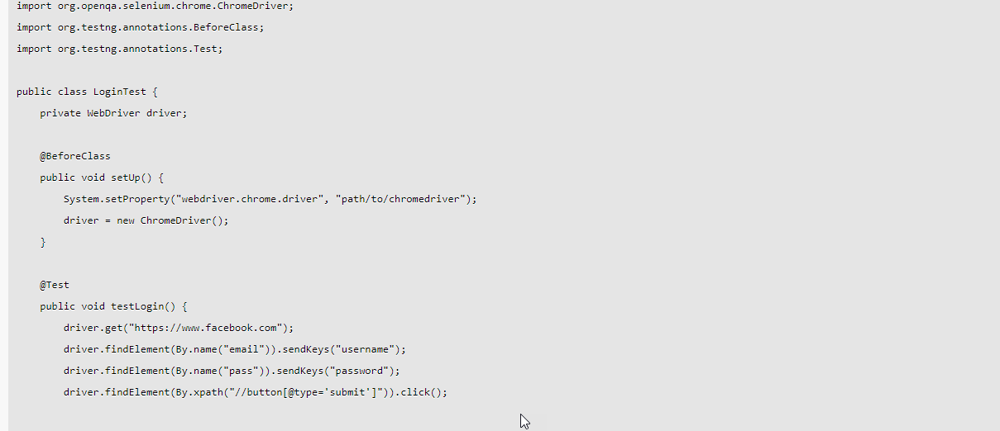 import org.openqa.selenium.chrome.ChromeDriver;
import org.testng.annotations.BeforeClass;
import org.testng.annotations.Test;
public class LoginTest {
private WebDriver driver;
@BeforeClass
public void setUp() {
System.setProperty("webdriver.chrome.driver", "path/to/chromedriver");
driver = new ChromeDriver();
}
@Test
public void testLogin() {
driver.get("https://www.facebook.com");
driver.findElement(By.name("email")).sendKeys("username");
driver.findElement(By.name("pass")).sendKeys("password");
driver.findElement(By.xpath("//button[@type='submit']")).click();